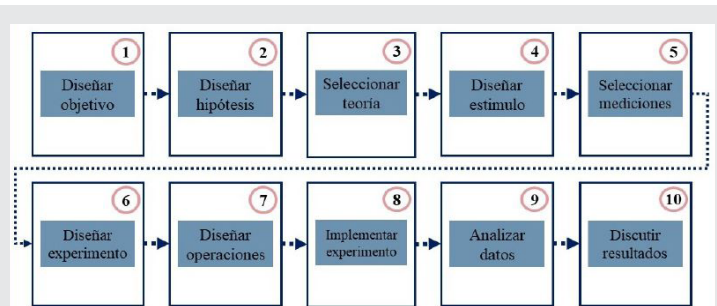 1
Diseñar
objetivo
2
Diseñar
hipótesis
3
Seleccionar
teoría
4
Diseñar
estimulo
5
Seleccionar
mediciones
6
Diseñar
experimento
7
Diseñar
operaciones
8
Implementar
experimento
9
Analizar
datos
10
Discutir
resultados